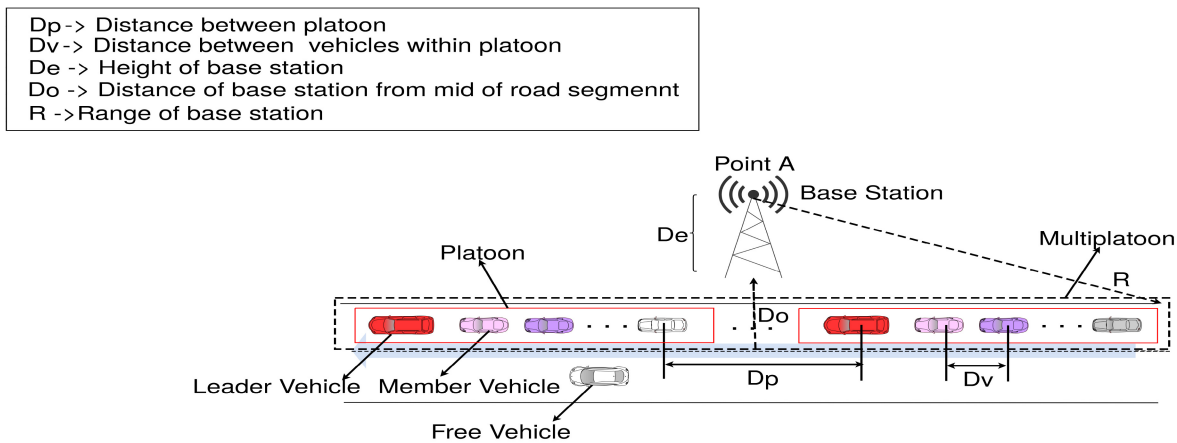 Dp-> Distance between platoon
Dv-> Distance between vehicles within platoon
De -> Height of base station
Do -> Distance of base station from mid of road segmennt
R ->Range of base station
Point A
Base Station
De
Multiplatoon
Platoon
R
Do
Leader Vehicle
Member Vehicle
Dp
Dv
Free Vehicle